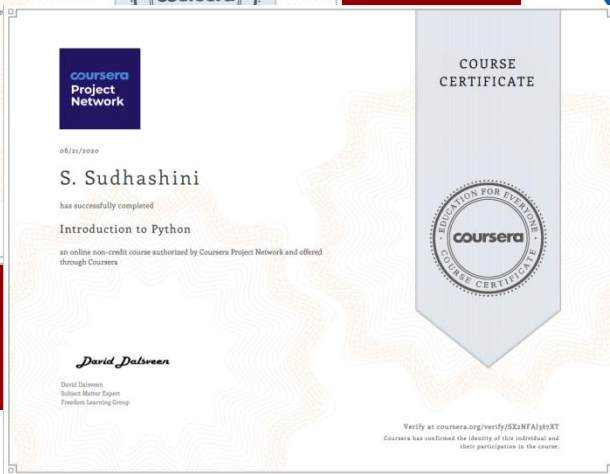 coursera
Project
Network
08/21/2020
S. Sudhashini
has successfully completed
Introduction to Python
an online non-credit course authorized by Coursera Project Network and offered
through Coursera
David Dalsveen
David Dalsveen
Subject Matter Expert
Freedom Learning Group
COURSE
CERTIFICATE
EDUCATION FOR EVERYONE
coursera
COURSE CERTIFICATE
Verify at coursera.org/verify/SX2NFAJ367XT
Coursera has confirmed the identity of this individual and
their participation in the course.